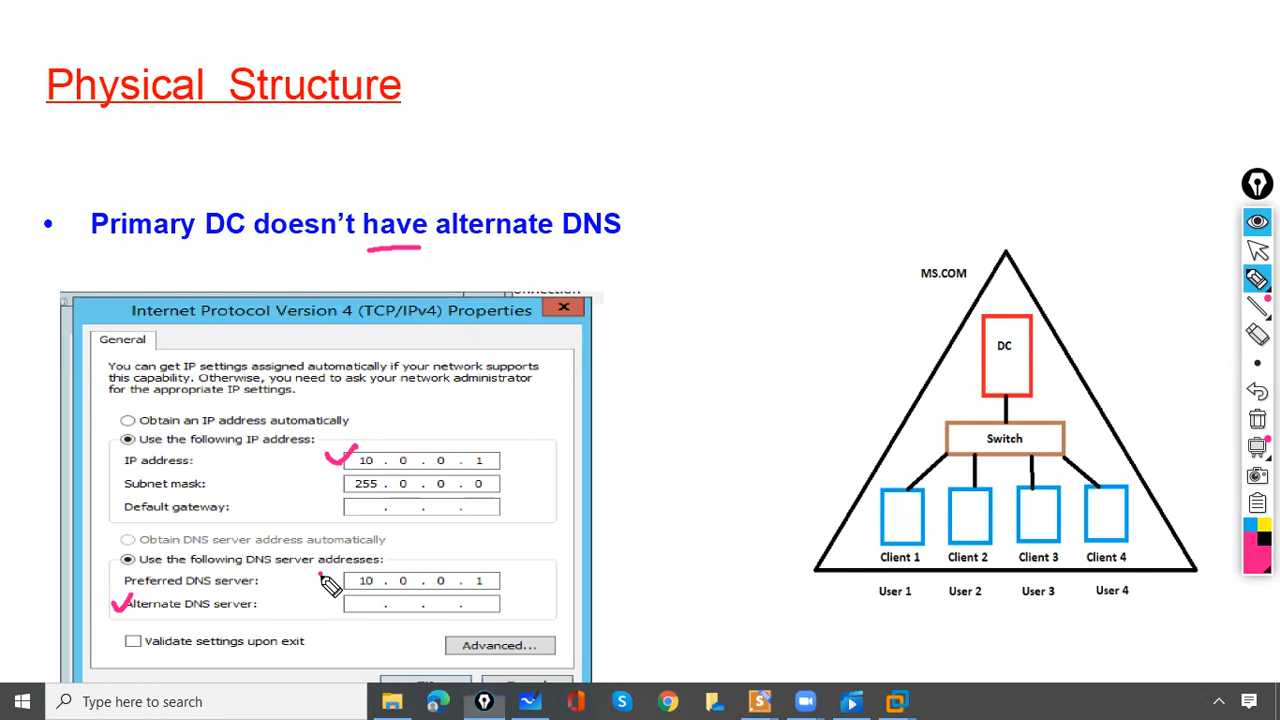 Physical Structure
• Primary DC doesn't have alternate DNS
Connection
Internet Protocol Version 4 (TCP/IPv4) Properties
General
You can get IP settings assigned automatically if your network supports
this capability. Otherwise, you need to ask your network administrator
for the appropriate IP settings.
Obtain an IP address automatically
Use the following IP address:
IP address: 10 . 0 . 0 . 1
Subnet mask: 255 . 0 . 0 . 0
Default gateway: . . .
Obtain DNS server address automatically
Use the following DNS server addresses:
Preferred DNS server: 10 . 0 . 0 . 1
Alternate DNS server: . . .
Validate settings upon exit
Advanced...
MS.COM
DC
Switch
Client 1 Client 2 Client 3 Client 4
User 1 User 2 User 3 User 4
Type here to search